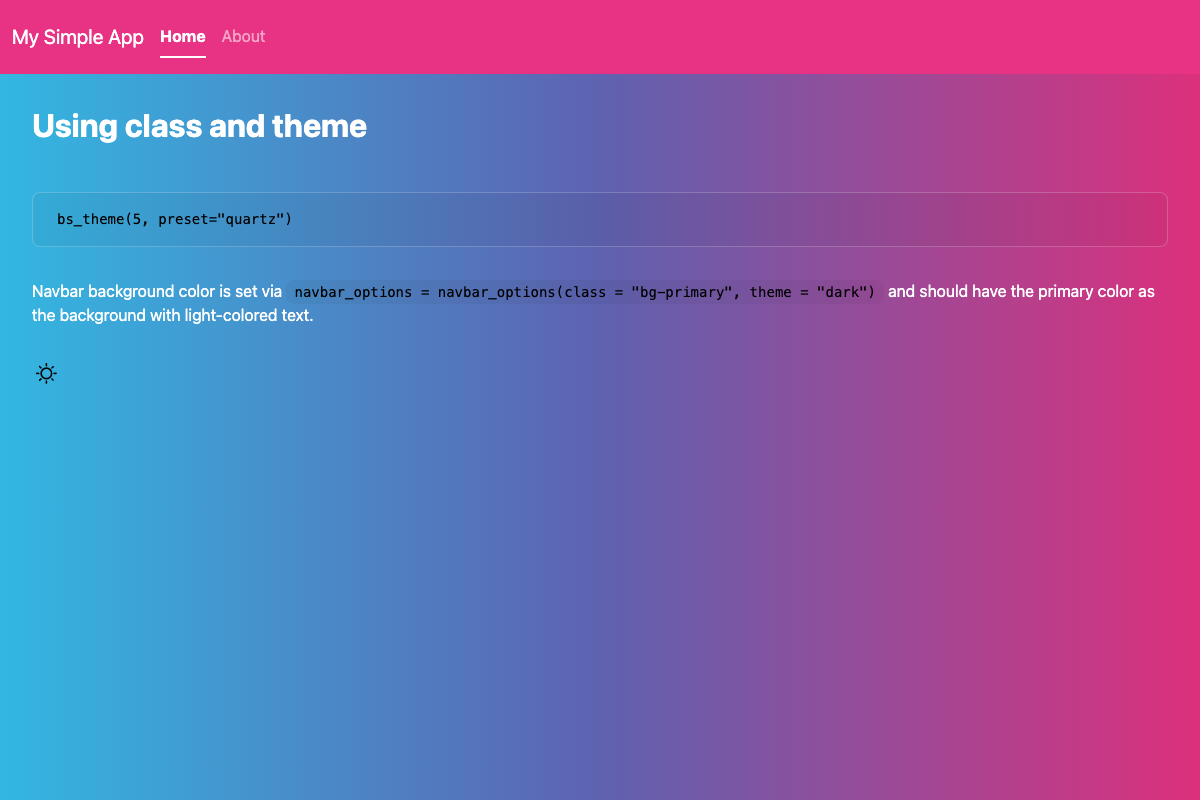 My Simple App Home About
Using class and theme
bs_theme(5, preset="quartz")
Navbar background color is set via navbar_options = navbar_options(class = "bg-primary", theme = "dark") and should have the primary color as
the background with light-colored text.